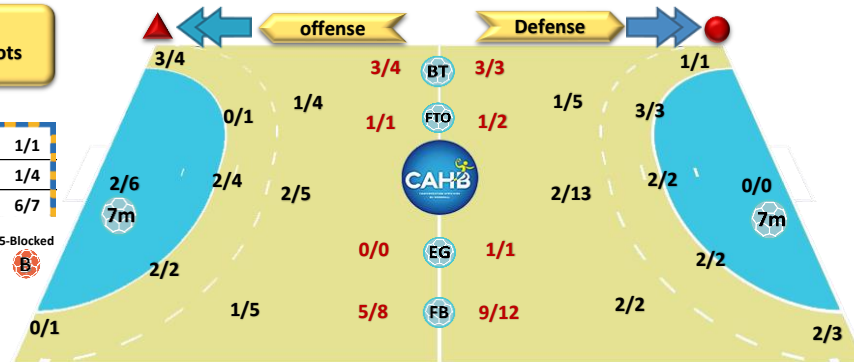 ots
offense
Defense
3/4
3/4
BT
3/3
1/1
0/1
1/4
1/1
FTO
1/2
1/5
3/3
1/1
1/4
6/7
2/6
2/4
2/5
CAHB
2/13
2/2
0/0
7m
7m
5-Blocked
B
2/2
0/0
EG
1/1
2/2
0/1
1/5
5/8
FB
9/12
2/2
2/3